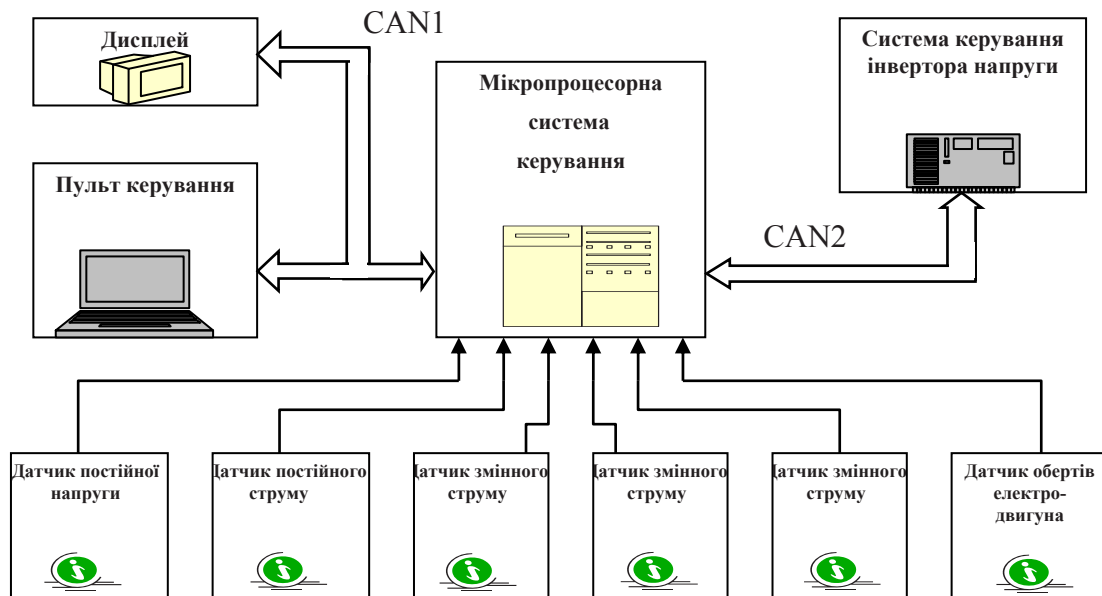 CAN1
Дисплей
Система керування
інвертора напруги
Мікропроцесорна
система
керування
Пульт керування
CAN2
Датчик постійної
напруги
Датчик постійного
струму
Датчик змінного
струму
Датчик змінного
струму
Датчик змінного
струму
Датчик обертів
електро-
двигуна